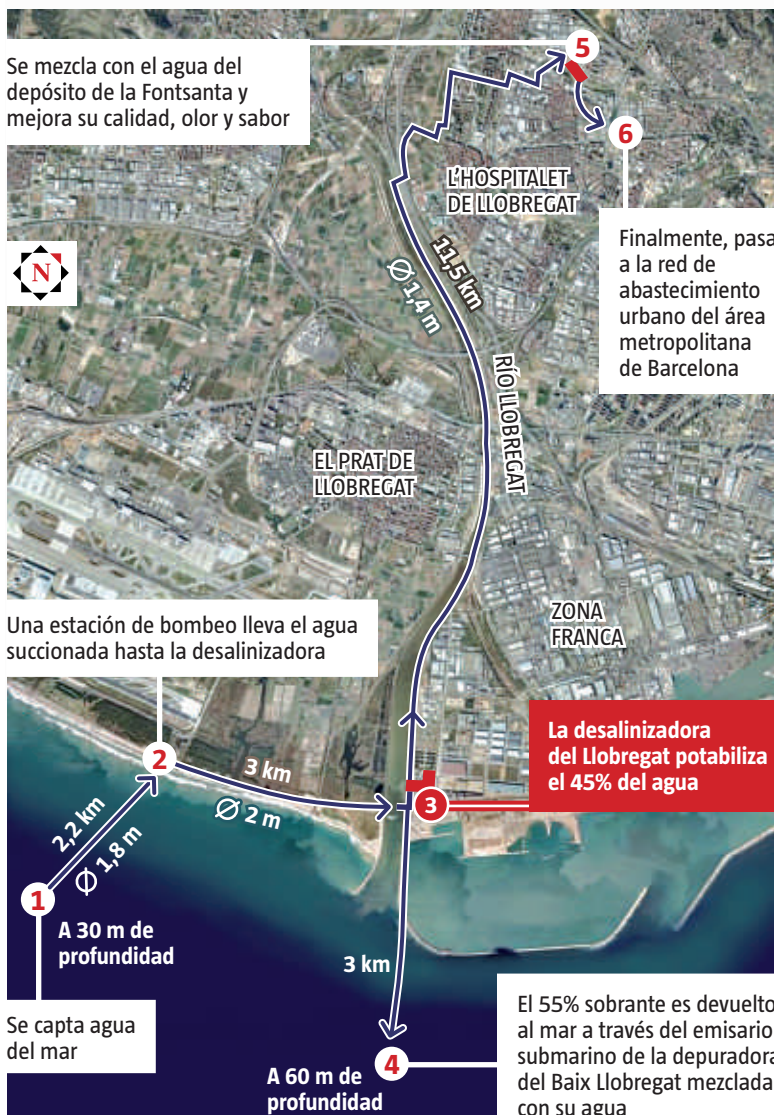 5
Se mezcla con el agua del
depósito de la Fontsanta y
mejora su calidad, olor y sabor
6
L'HOSPITALET
DE LLOBREGAT
Finalmente, pasa
a la red de
abastecimiento
urbano del área
metropolitana
de Barcelona
N
11,5 km
Ø 1,4 m
RÍO LLOBREGAT
EL PRAT DE
LLOBREGAT
ZONA
FRANCA
Una estación de bombeo lleva el agua
succionada hasta la desalinizadora
2
3 km
Ø 2 m
La desalinizadora
del Llobregat potabiliza
el 45% del agua
3
2,2 km
Ø 1,8 m
1
A 30 m de
profundidad
Se capta agua
del mar
3 km
4
A 60 m de
profundidad
El 55% sobrante es devuelto
al mar a través del emisario
submarino de la depuradora
del Baix Llobregat mezclada
con su agua